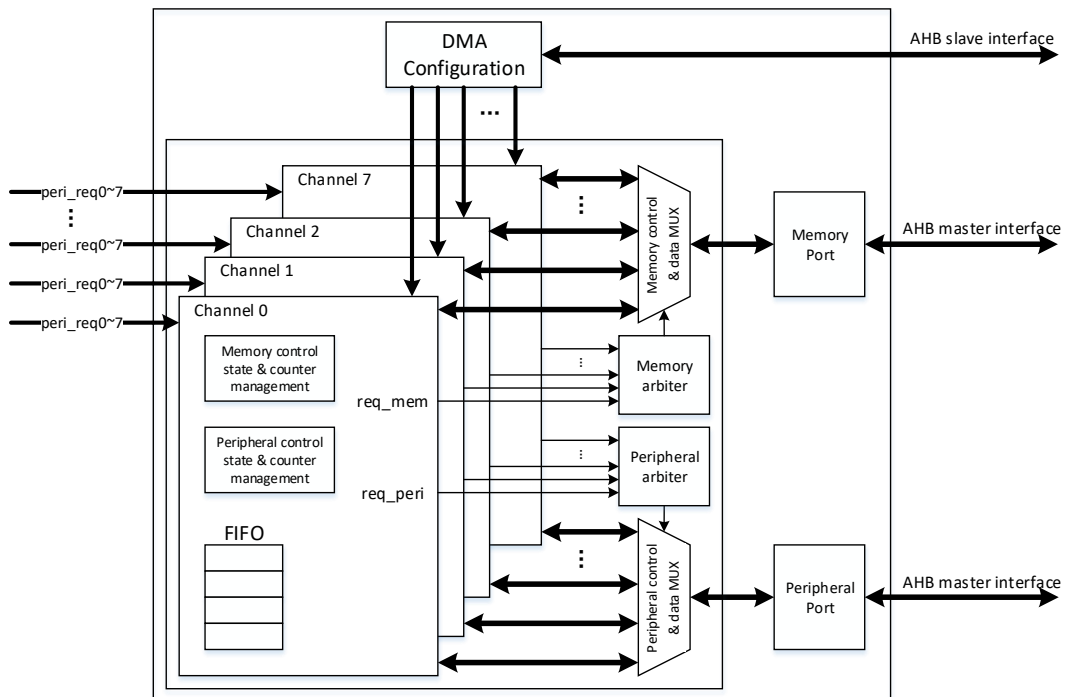 DMA
Configuration
...
AHB slave interface
peri_req0~7
...
peri_req0~7
peri_req0~7
peri_req0~7
Channel 7
Channel 2
Channel 1
Channel 0
Memory control
state & counter
management
req_mem
Peripheral control
state & counter
management
req_peri
FIFO
...
Memory control
& data MUX
Memory
Port
AHB master interface
...
Memory
arbiter
...
Peripheral
arbiter
...
Peripheral control
& data MUX
Peripheral
Port
AHB master interface